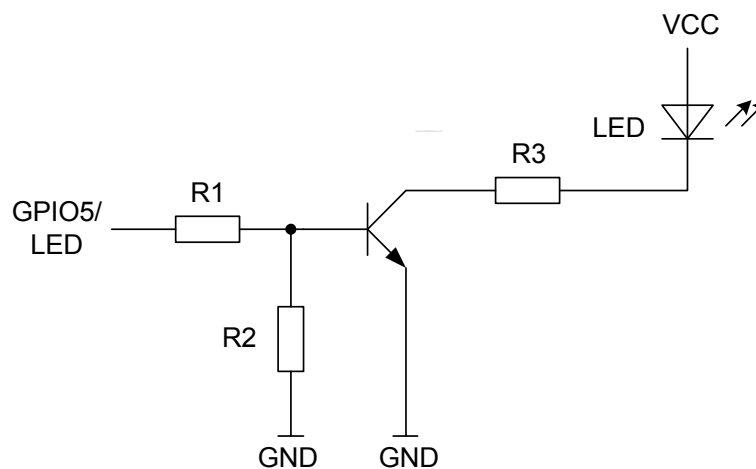 VCC
LED
R3
R1
GPIO5/
LED
R2
GND
GND